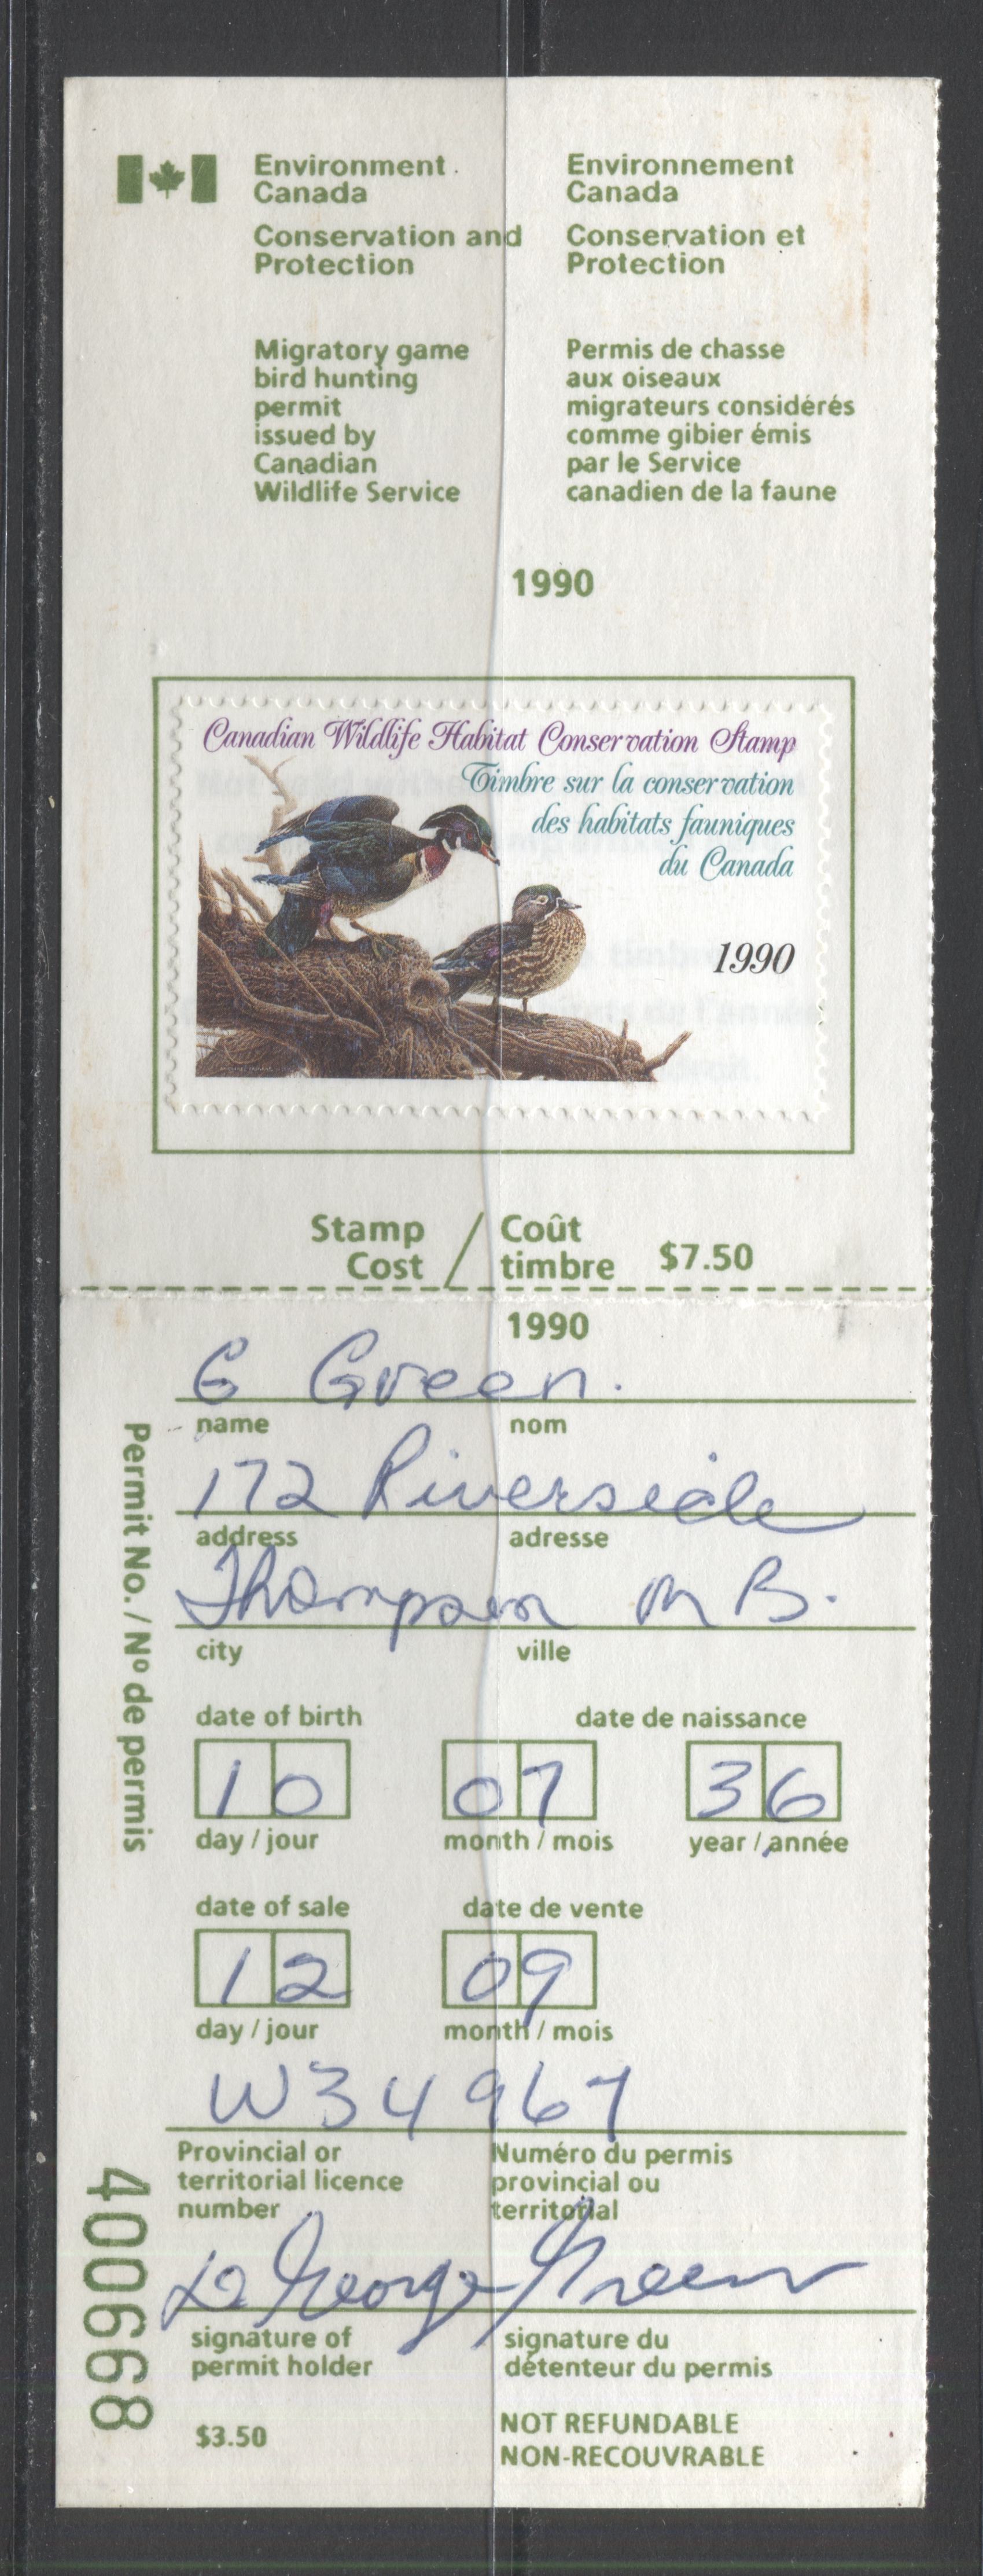 Environment
Canada
Conservation and
Protection
Migratory game
bird hunting
permit
issued by
Canadian
Wildlife Service
Environnement
Canada
Conservation et
Protection
Permis de chasse
aux oiseaux
migrateurs considérés
comme gibier émis
par le Service
canadien de la faune
1990
Canadian Wildlife Habitat Conservation Stamp
Timbre sur la conservation
des habitats fauniques
du Canada
1990
Stamp Cost / Coût timbre $7.50
1990
G Green.
name nom
172 Riverside
address adresse
Thompson MB.
city ville
date of birth date de naissance
10 07 36
day / jour month / mois year / année
date of sale date de vente
12 09
day / jour month / mois
W34967
Provincial or
territorial licence
number
Numéro du permis
provincial ou
territorial
George Green
signature of
permit holder
signature du
détenteur du permis
$3.50
NOT REFUNDABLE
NON-RECOUVRABLE
Permit No. / Nº de permis
400668